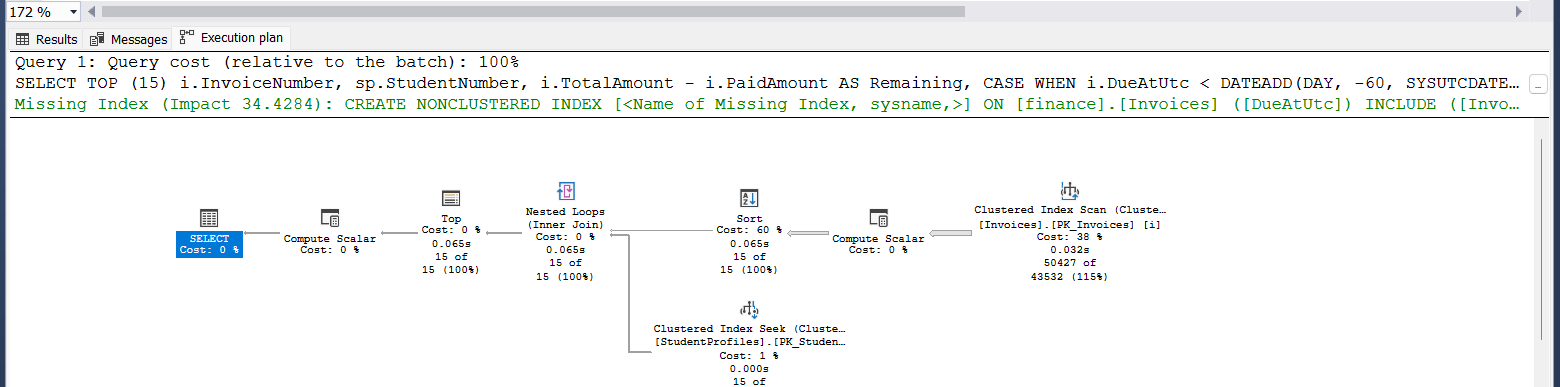 172 %
Results Messages Execution plan
Query 1: Query cost (relative to the batch): 100%
SELECT TOP (15) i.InvoiceNumber, sp.StudentNumber, i.TotalAmount - i.PaidAmount AS Remaining, CASE WHEN i.DueAtUtc < DATEADD(DAY, -60, SYSUTCDATE…
Missing Index (Impact 34.4284): CREATE NONCLUSTERED INDEX [<Name of Missing Index, sysname,>] ON [finance].[Invoices] ([DueAtUtc]) INCLUDE ([Invo…
SELECT
Cost: 0 %
Compute Scalar
Cost: 0 %
Top
Cost: 0 %
0.065s
15 of
15 (100%)
Nested Loops
(Inner Join)
Cost: 0 %
0.065s
15 of
15 (100%)
Sort
Cost: 60 %
0.065s
15 of
15 (100%)
Compute Scalar
Cost: 0 %
Clustered Index Scan (Cluste…
[Invoices].[PK_Invoices] [i]
Cost: 38 %
0.032s
50427 of
43532 (115%)
Clustered Index Seek (Cluste…
[StudentProfiles].[PK_Studen…
Cost: 1 %
0.000s
15 of